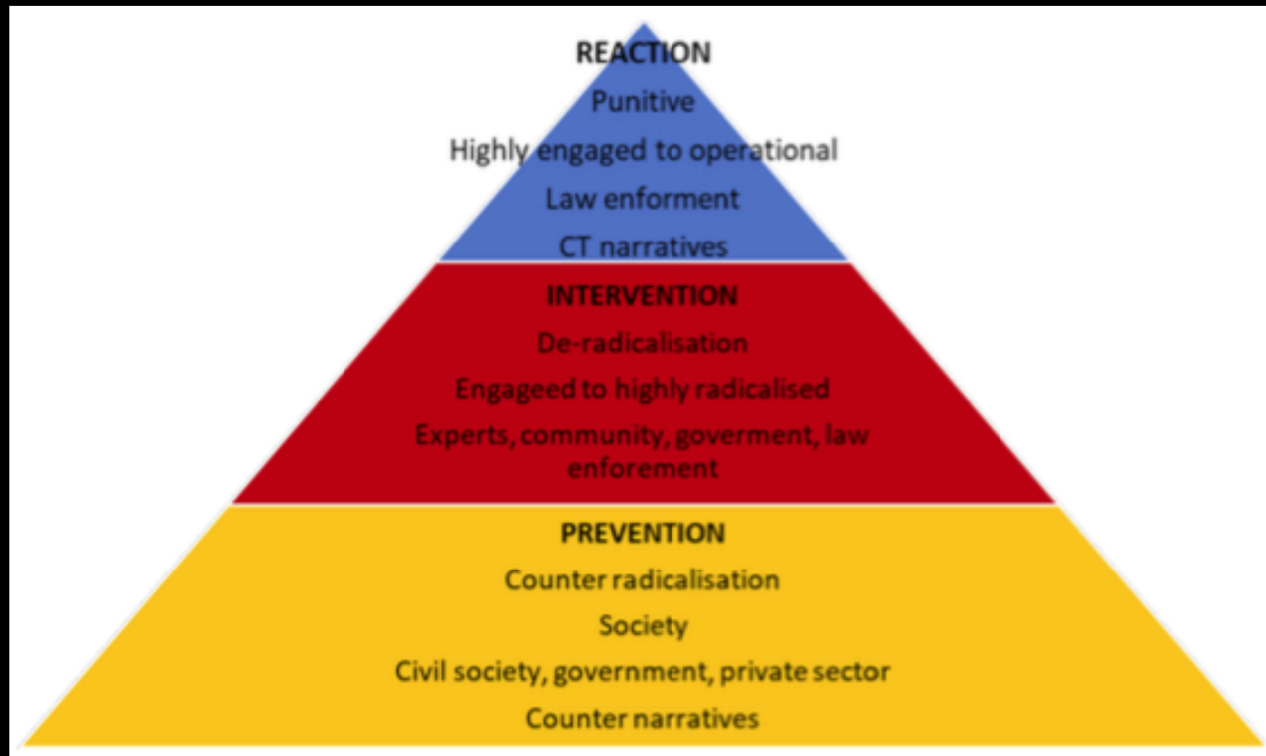 REACTION
Punitive
Highly engaged to operational
Law enforment
CT narratives
INTERVENTION
De-radicalisation
Engageed to highly radicalised
Experts, community, goverment, law
enforement
PREVENTION
Counter radicalisation
Society
Civil society, government, private sector
Counter narratives